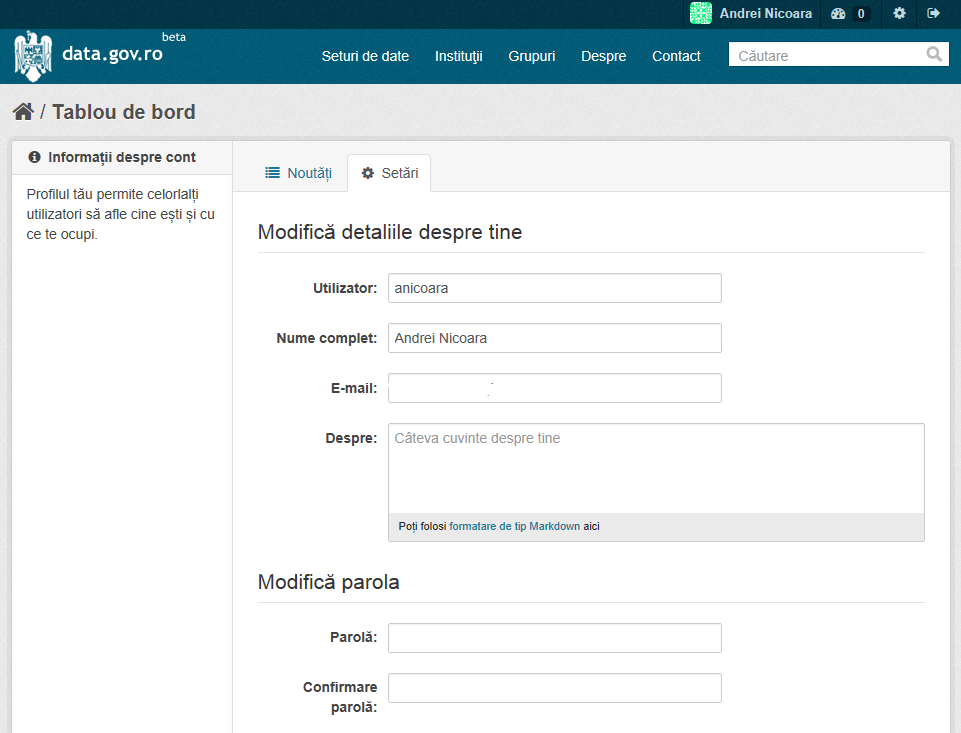 Andrei Nicoara 0
data.gov.ro beta
Seturi de date Instituţii Grupuri Despre Contact Căutare
/ Tablou de bord
Informații despre cont
Profilul tău permite celorlalți
utilizatori să afle cine ești și cu
ce te ocupi.
Noutăți Setări
Modifică detaliile despre tine
Utilizator: anicoara
Nume complet: Andrei Nicoara
E-mail:
Despre: Câteva cuvinte despre tine
Poți folosi formatare de tip Markdown aici
Modifică parola
Parolă:
Confirmare
parolă: